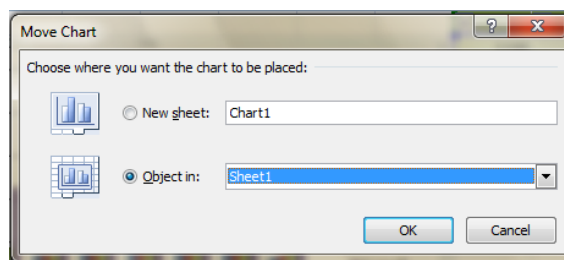 Move Chart
?
X
Choose where you want the chart to be placed:
New sheet: Chart1
Object in: Sheet1
OK Cancel